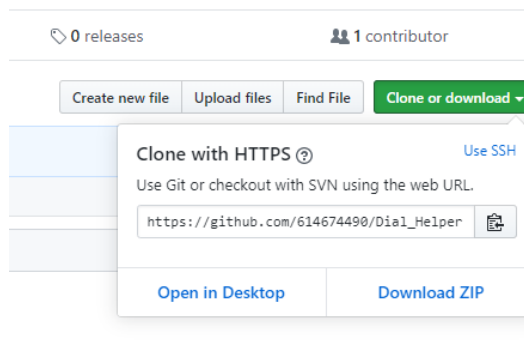 0 releases
1 contributor
Create new file
Upload files
Find File
Clone or download
Clone with HTTPS
Use SSH
Use Git or checkout with SVN using the web URL.
https://github.com/614674490/Dial_Helper
Open in Desktop
Download ZIP